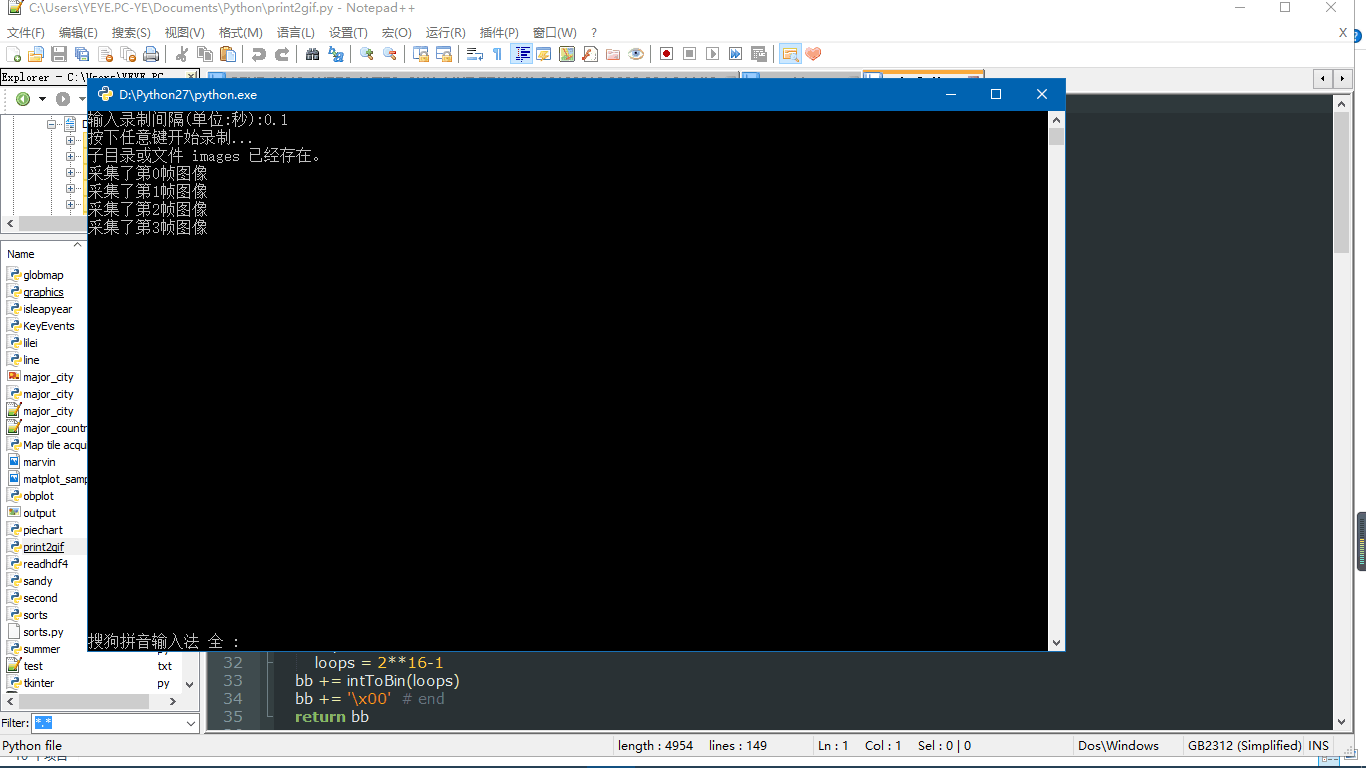 C:\Users\YEYE.PC-YE\Documents\Python\print2gif.py - Notepad++
文件(F) 编辑(E) 搜索(S) 视图(V) 格式(M) 语言(L) 设置(T) 宏(O) 运行(R) 插件(P) 窗口(W) ? X
Explorer - C:\Users\YEYE.PC
D:\Python27\python.exe
输入录制间隔(单位:秒):0.1
按下任意键开始录制...
子目录或文件 images 已经存在。
采集了第0帧图像
采集了第1帧图像
采集了第2帧图像
采集了第3帧图像
搜狗拼音输入法 全 :
Name
globmap
graphics
isleapyear
KeyEvents
lilei
line
major_city
major_city
major_city
major_countr
Map tile acqu
marvin
matplot_samp
obplot
output
piechart
print2gif
readhdf4
sandy
second
sorts
sorts.py
summer
test txt
tkinter py
Filter: *.*
32 loops = 2**16-1
33 bb += intToBin(loops)
34 bb += '\x00' # end
35 return bb
Python file length : 4954 lines : 149 Ln : 1 Col : 1 Sel : 0 | 0 Dos\Windows GB2312 (Simplified) INS